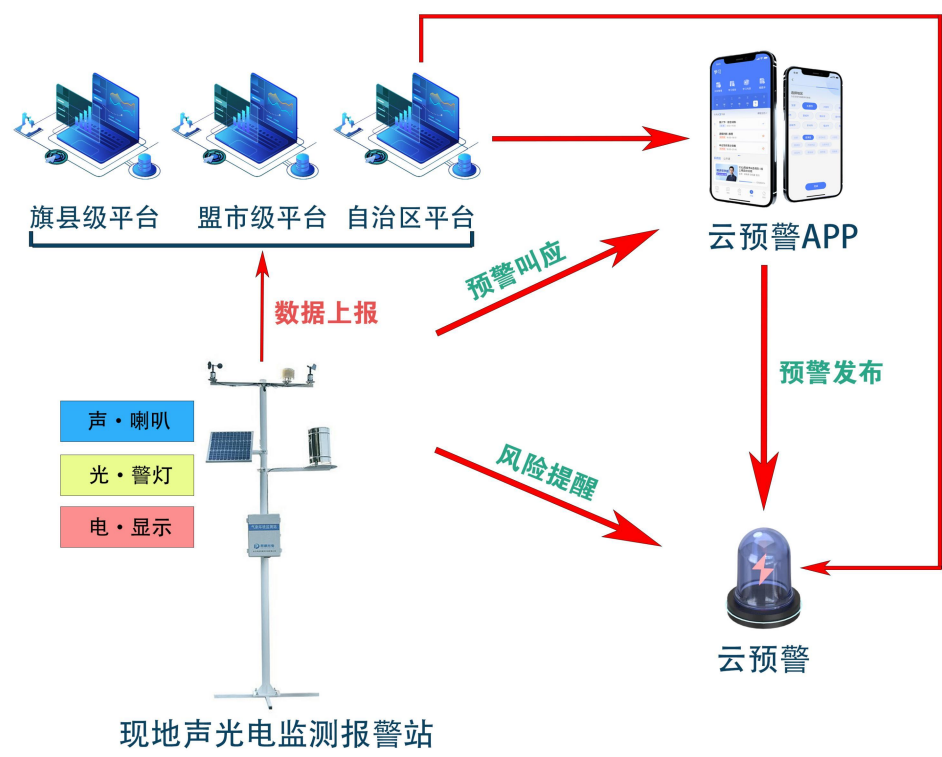 旗县级平台
盟市级平台
自治区平台
云预警APP
数据上报
预警叫应
预警发布
声·喇叭
光·警灯
电·显示
风险提醒
云预警
现地声光电监测报警站